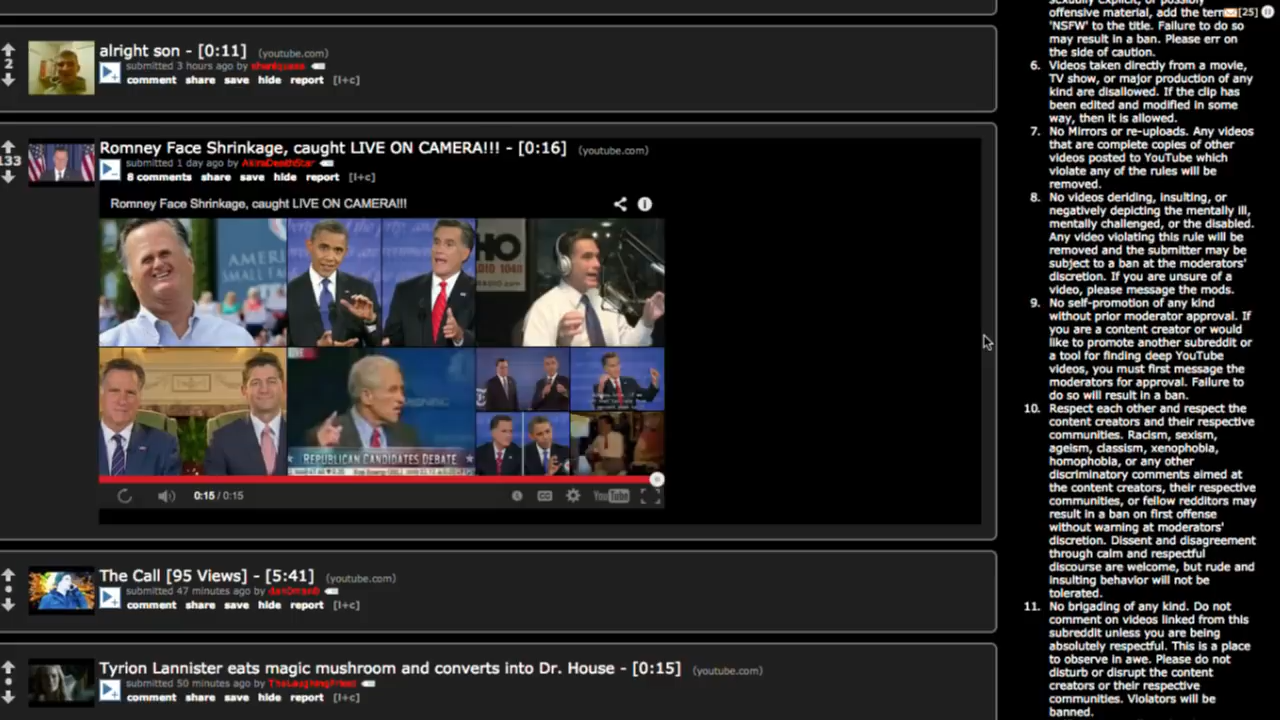 alright son - [0:11] (youtube.com)
2
submitted 3 hours ago by
comment share save hide report [l+c]
Romney Face Shrinkage, caught LIVE ON CAMERA!!! - [0:16] (youtube.com)
133
submitted 1 day ago by AkiraDeathStar
8 comments share save hide report [l+c]
Romney Face Shrinkage, caught LIVE ON CAMERA!!!
REPUBLICAN CANDIDATES DEBATE
0:15 / 0:15
YouTube
The Call [95 Views] - [5:41] (youtube.com)
submitted 47 minutes ago by
comment share save hide report [l+c]
Tyrion Lannister eats magic mushroom and converts into Dr. House - [0:15] (youtube.com)
submitted 50 minutes ago by
comment share save hide report [l+c]
[25]
offensive material, add the term
'NSFW' to the title. Failure to do so
may result in a ban. Please err on
the side of caution.
6. Videos taken directly from a movie,
TV show, or major production of any
kind are disallowed. If the clip has
been edited and modified in some
way, then it is allowed.
7. No Mirrors or re-uploads. Any videos
that are complete copies of other
videos posted to YouTube which
violate any of the rules will be
removed.
8. No videos deriding, insulting, or
negatively depicting the mentally ill,
mentally challenged, or the disabled.
Any video violating this rule will be
removed and the submitter may be
subject to a ban at the moderators'
discretion. If you are unsure of a
video, please message the mods.
9. No self-promotion of any kind
without prior moderator approval. If
you are a content creator or would
like to promote another subreddit or
a tool for finding deep YouTube
videos, you must first message the
moderators for approval. Failure to
do so will result in a ban.
10. Respect each other and respect the
content creators and their respective
communities. Racism, sexism,
ageism, classism, xenophobia,
homophobia, or any other
discriminatory comments aimed at
the content creators, their respective
communities, or fellow redditors may
result in a ban on first offense
without warning at moderators'
discretion. Dissent and disagreement
through calm and respectful
discourse are welcome, but rude and
insulting behavior will not be
tolerated.
11. No brigading of any kind. Do not
comment on videos linked from this
subreddit unless you are being
absolutely respectful. This is a place
to observe in awe. Please do not
disturb or disrupt the content
creators or their respective
communities. Violators will be
banned.